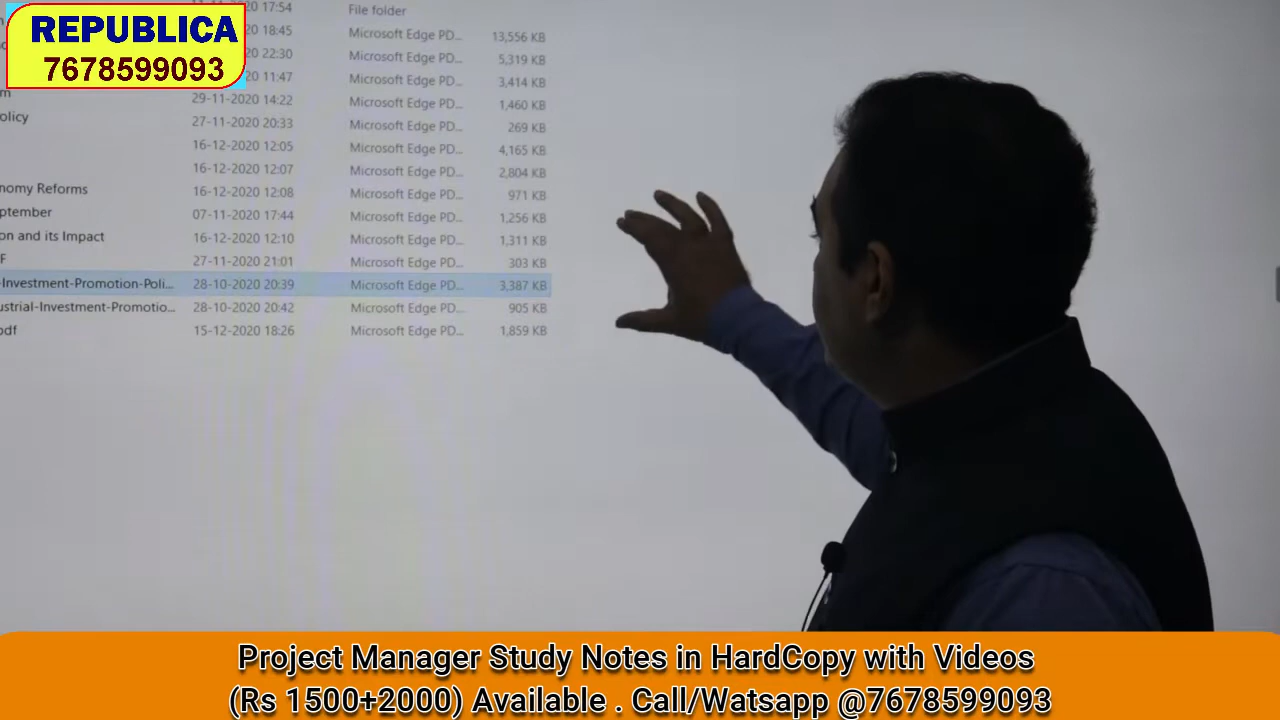 17:54 File folder
REPUBLICA
7678599093
18:45 Microsoft Edge PD... 13,556 KB
22:30 Microsoft Edge PD... 5,319 KB
11:47 Microsoft Edge PD... 3,414 KB
m 29-11-2020 14:22 Microsoft Edge PD... 1,460 KB
olicy 27-11-2020 20:33 Microsoft Edge PD... 269 KB
16-12-2020 12:05 Microsoft Edge PD... 4,165 KB
16-12-2020 12:07 Microsoft Edge PD... 2,804 KB
nomy Reforms 16-12-2020 12:08 Microsoft Edge PD... 971 KB
ptember 07-11-2020 17:44 Microsoft Edge PD... 1,256 KB
on and its Impact 16-12-2020 12:10 Microsoft Edge PD... 1,311 KB
F 27-11-2020 21:01 Microsoft Edge PD... 303 KB
-Investment-Promotion-Poli... 28-10-2020 20:39 Microsoft Edge PD... 3,387 KB
ustrial-Investment-Promotio... 28-10-2020 20:42 Microsoft Edge PD... 905 KB
pdf 15-12-2020 18:26 Microsoft Edge PD... 1,859 KB
Project Manager Study Notes in HardCopy with Videos
(Rs 1500+2000) Available . Call/Watsapp @7678599093